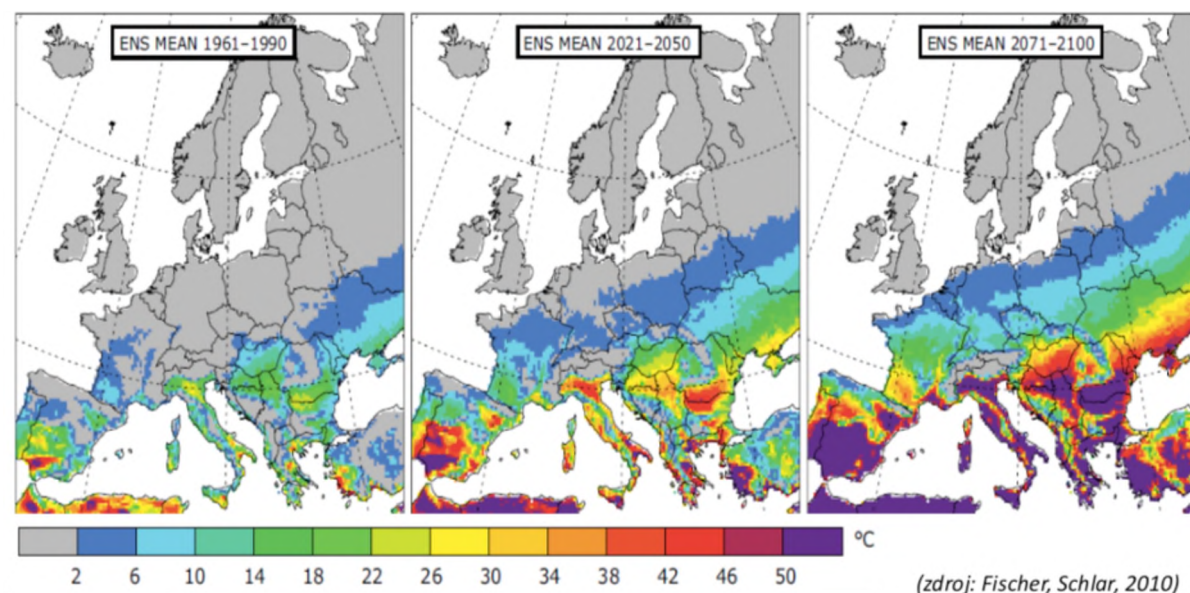 ENS MEAN 1961–1990 ENS MEAN 2021–2050 ENS MEAN 2071–2100
2 6 10 14 18 22 26 30 34 38 42 46 50 ºC
(zdroj: Fischer, Schlar, 2010)